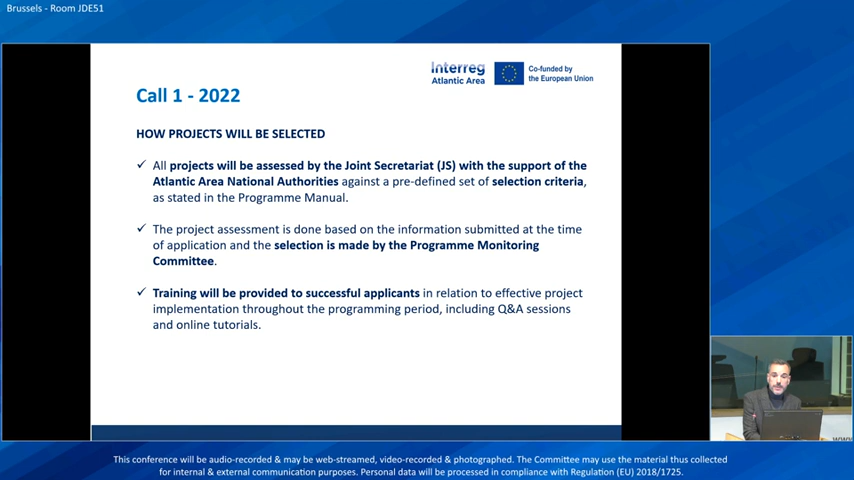 Brussels - Room JDE51
Interreg
Atlantic Area
Co-funded by
the European Union
Call 1 - 2022
HOW PROJECTS WILL BE SELECTED
✓ All projects will be assessed by the Joint Secretariat (JS) with the support of the
Atlantic Area National Authorities against a pre-defined set of selection criteria,
as stated in the Programme Manual.
✓ The project assessment is done based on the information submitted at the time
of application and the selection is made by the Programme Monitoring
Committee.
✓ Training will be provided to successful applicants in relation to effective project
implementation throughout the programming period, including Q&A sessions
and online tutorials.
This conference will be audio-recorded & may be web-streamed, video-recorded & photographed. The Committee may use the material thus collected
for internal & external communication purposes. Personal data will be processed in compliance with Regulation (EU) 2018/1725.